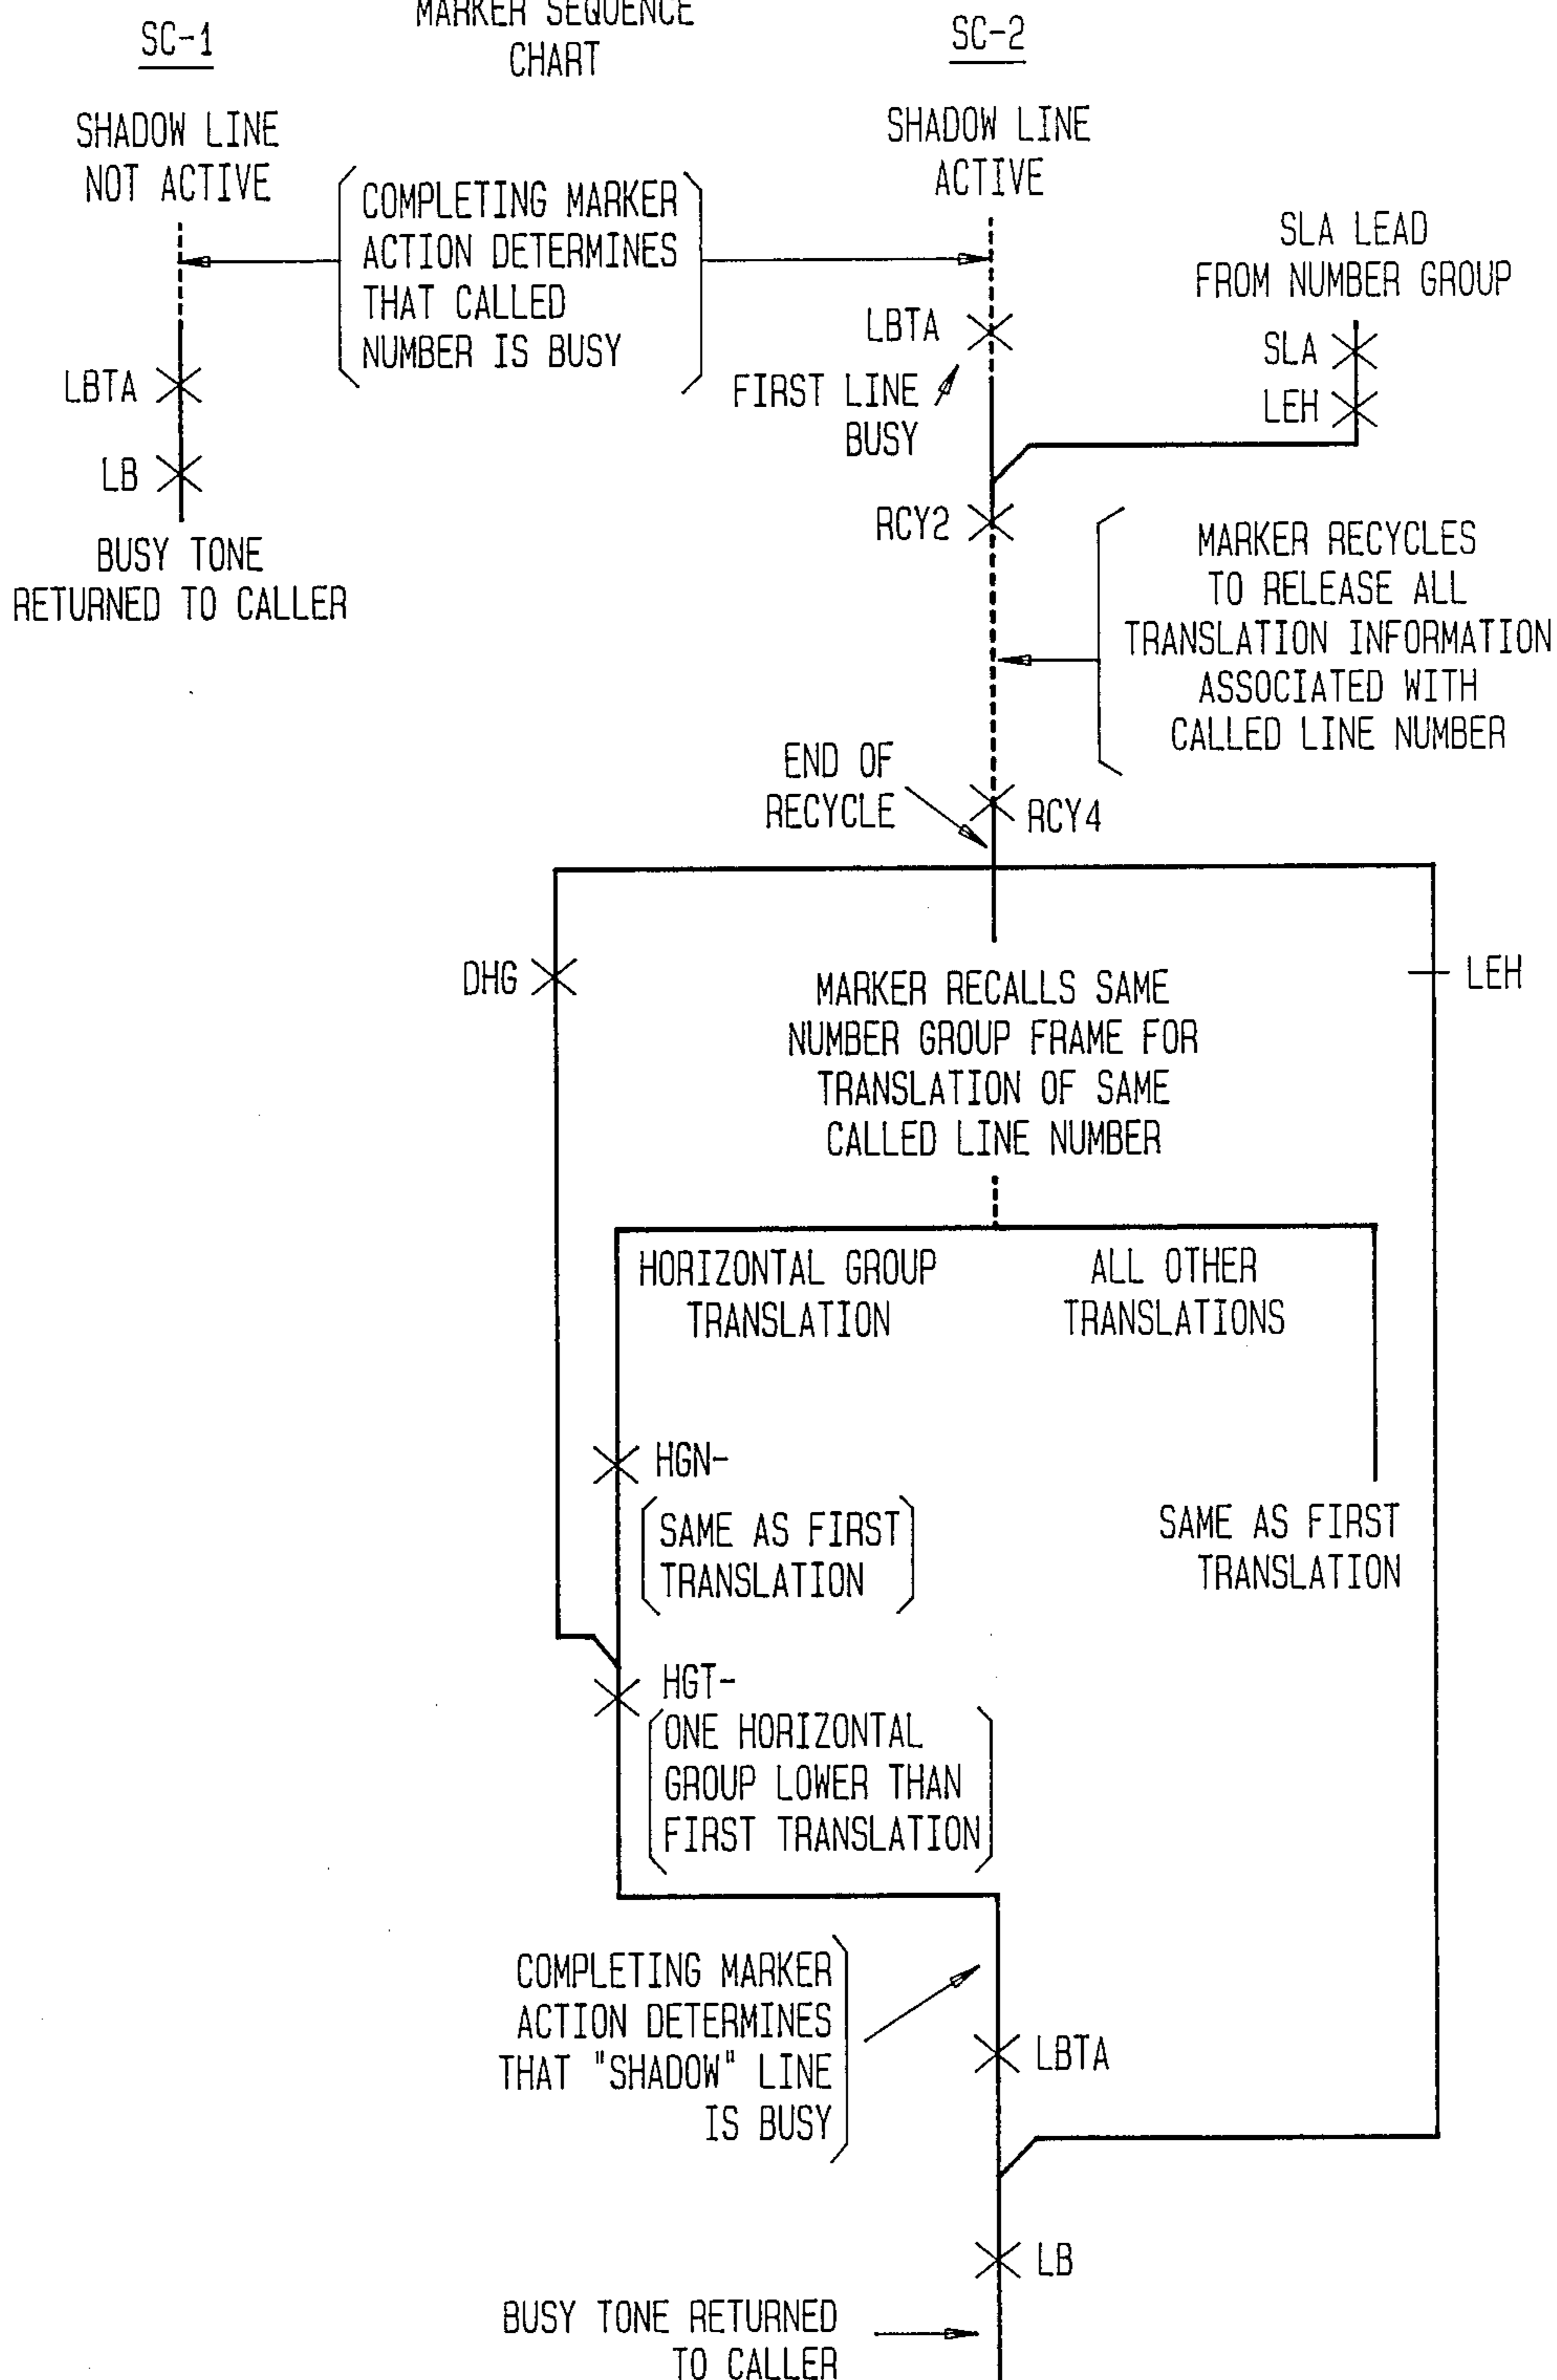 MARKER SEQUENCE
CHART
SC-1
SHADOW LINE
NOT ACTIVE
COMPLETING MARKER
ACTION DETERMINES
THAT CALLED
NUMBER IS BUSY
LBTA
LB
BUSY TONE
RETURNED TO CALLER
SC-2
SHADOW LINE
ACTIVE
LBTA
FIRST LINE
BUSY
SLA LEAD
FROM NUMBER GROUP
SLA
LEH
RCY2
MARKER RECYCLES
TO RELEASE ALL
TRANSLATION INFORMATION
ASSOCIATED WITH
CALLED LINE NUMBER
END OF
RECYCLE
RCY4
DHG
LEH
MARKER RECALLS SAME
NUMBER GROUP FRAME FOR
TRANSLATION OF SAME
CALLED LINE NUMBER
HORIZONTAL GROUP
TRANSLATION
ALL OTHER
TRANSLATIONS
HGN-
SAME AS FIRST
TRANSLATION
SAME AS FIRST
TRANSLATION
HGT-
ONE HORIZONTAL
GROUP LOWER THAN
FIRST TRANSLATION
COMPLETING MARKER
ACTION DETERMINES
THAT "SHADOW" LINE
IS BUSY
LBTA
LB
BUSY TONE RETURNED
TO CALLER